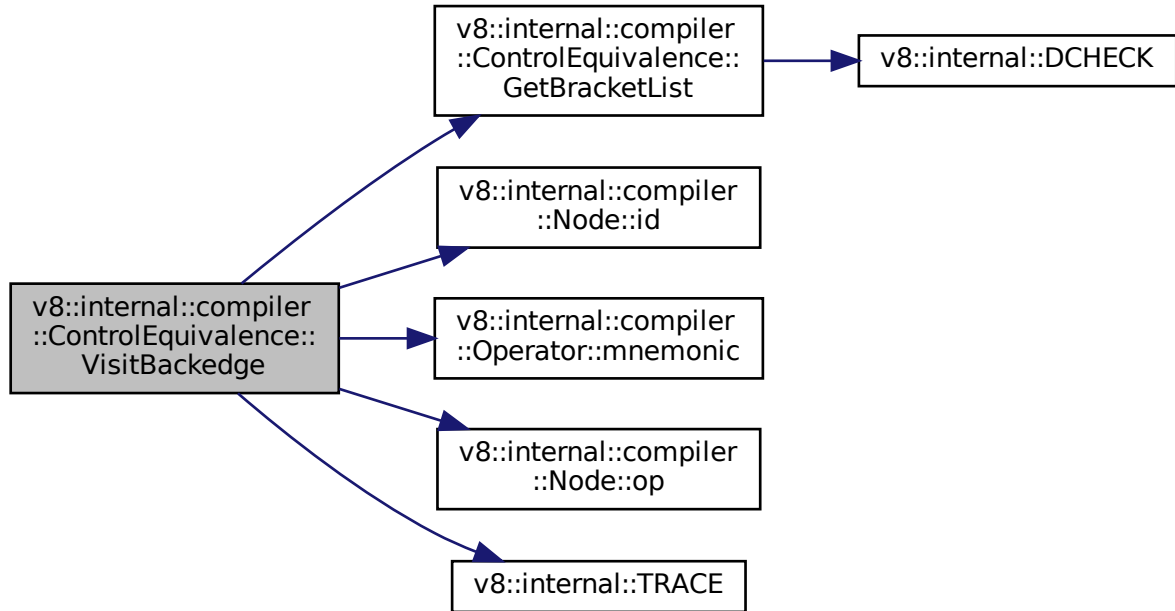 v8::internal::compiler
::ControlEquivalence::
VisitBackedge
v8::internal::compiler
::ControlEquivalence::
GetBracketList
v8::internal::DCHECK
v8::internal::compiler
::Node::id
v8::internal::compiler
::Operator::mnemonic
v8::internal::compiler
::Node::op
v8::internal::TRACE